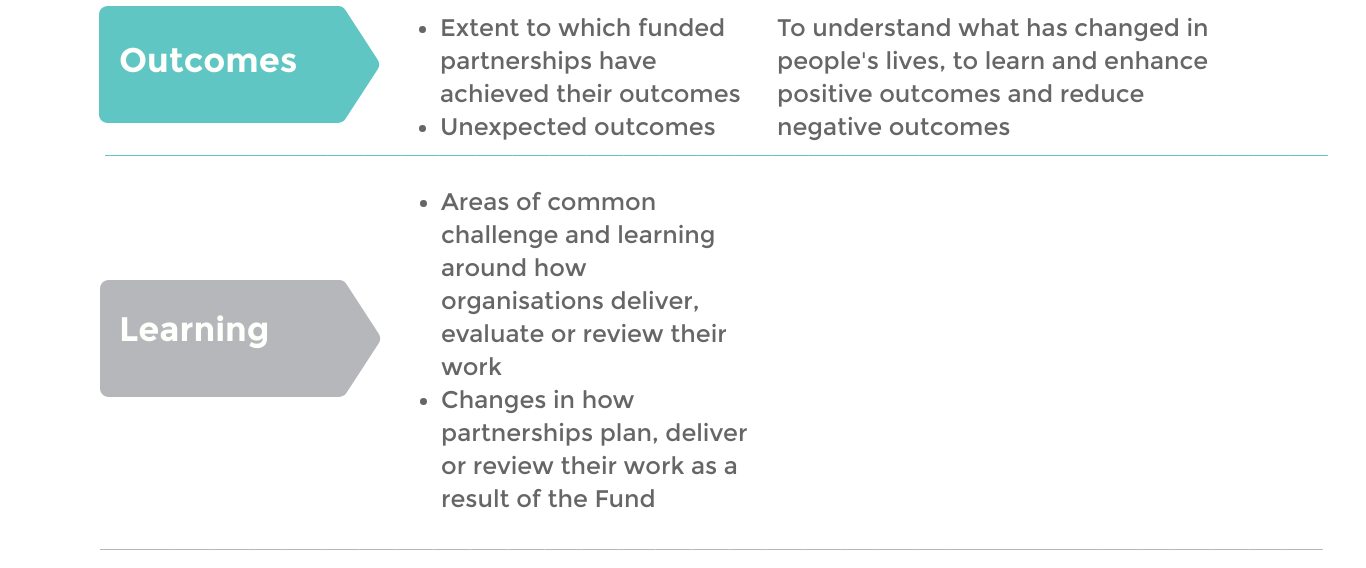 Outcomes
• Extent to which funded
partnerships have
achieved their outcomes
• Unexpected outcomes
To understand what has changed in
people's lives, to learn and enhance
positive outcomes and reduce
negative outcomes
Learning
• Areas of common
challenge and learning
around how
organisations deliver,
evaluate or review their
work
• Changes in how
partnerships plan, deliver
or review their work as a
result of the Fund